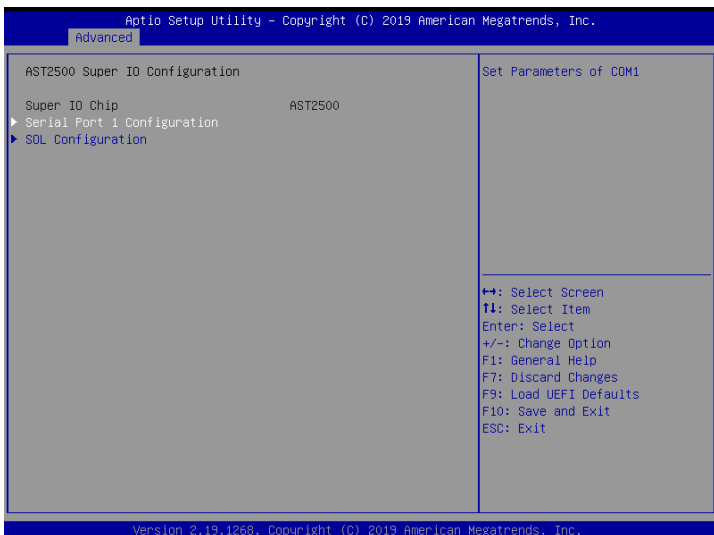 Aptio Setup Utility – Copyright (C) 2019 American Megatrends, Inc.
Advanced
AST2500 Super IO Configuration
Super IO Chip AST2500
Serial Port 1 Configuration
SOL Configuration
Set Parameters of COM1
↔: Select Screen
↑↓: Select Item
Enter: Select
+/-: Change Option
F1: General Help
F7: Discard Changes
F9: Load UEFI Defaults
F10: Save and Exit
ESC: Exit
Version 2.19.1268. Copyright (C) 2019 American Megatrends, Inc.